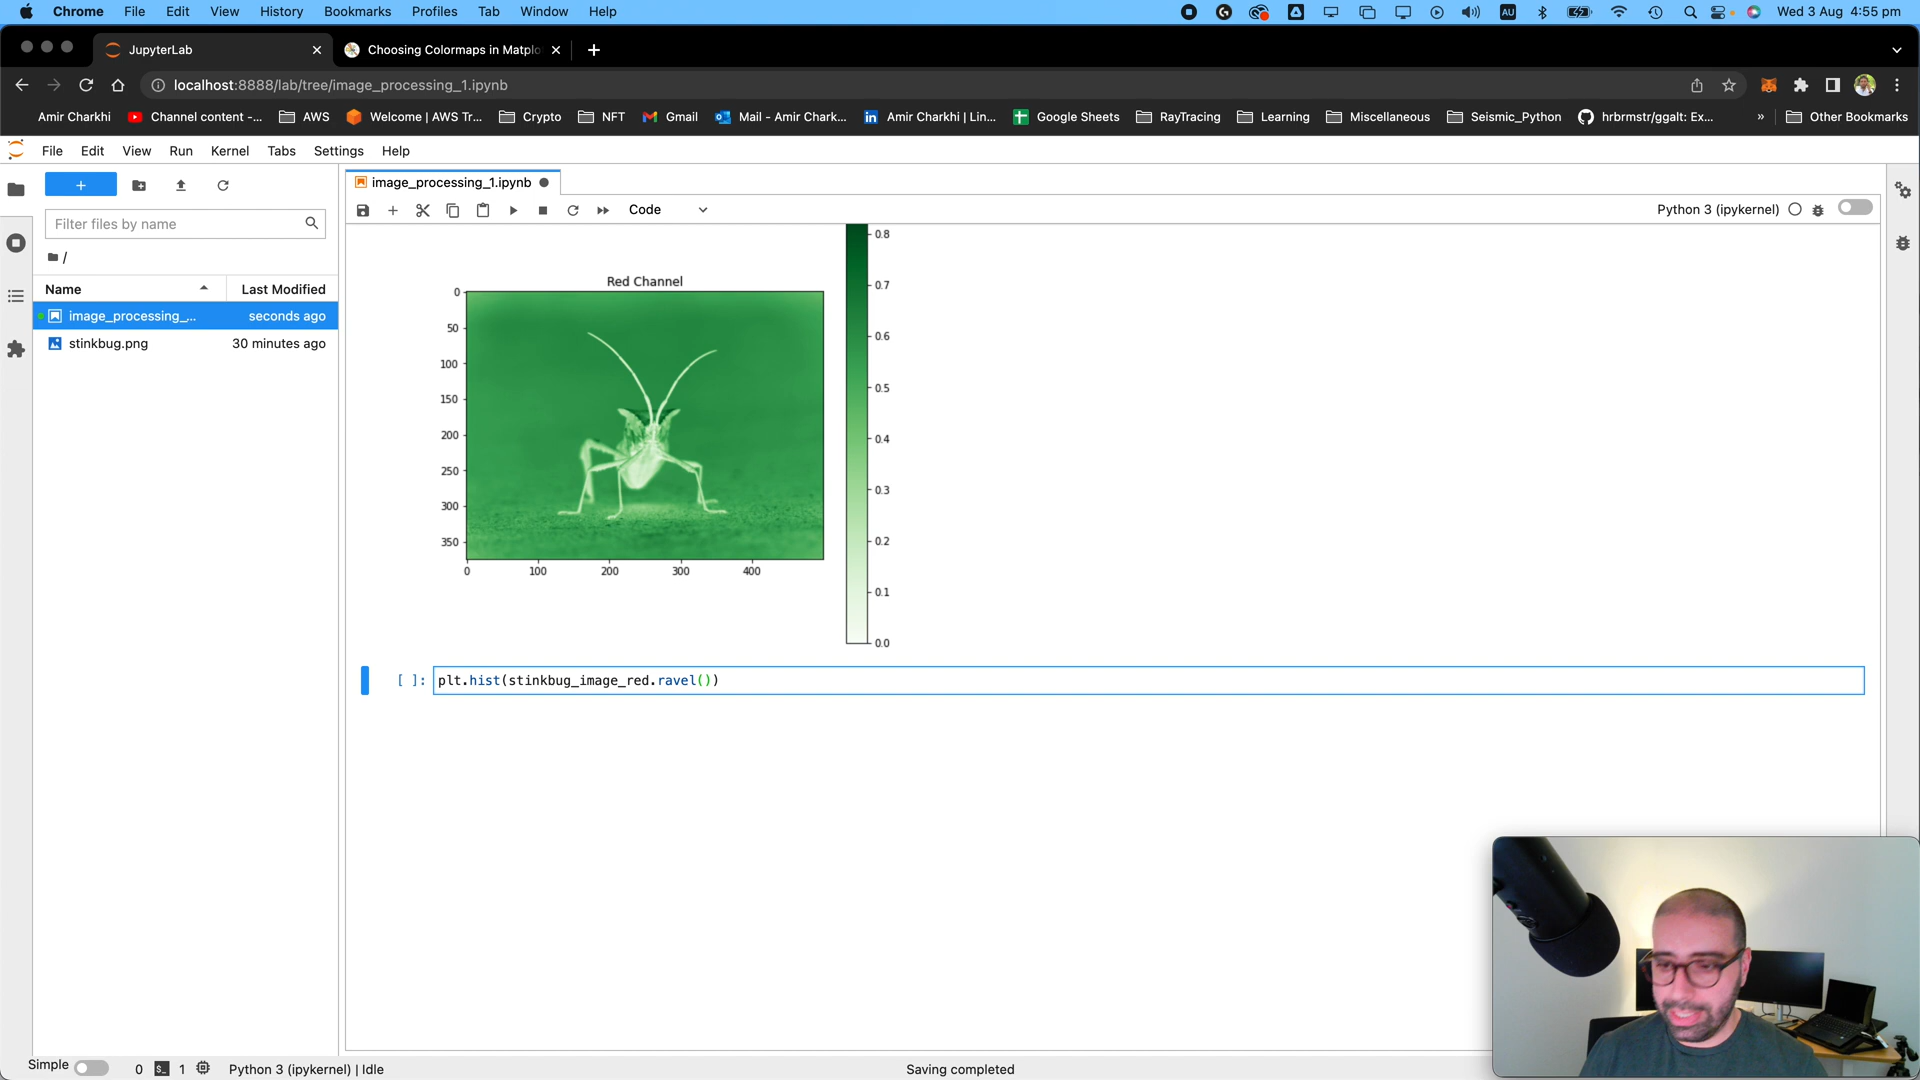 Chrome File Edit View History Bookmarks Profiles Tab Window Help AU Wed 3 Aug 4:55 pm
JupyterLab Choosing Colormaps in Matplo
localhost:8888/lab/tree/image_processing_1.ipynb
Amir Charkhi Channel content -... AWS Welcome | AWS Tr... Crypto NFT Gmail Mail - Amir Chark... Amir Charkhi | Lin... Google Sheets RayTracing Learning Miscellaneous Seismic_Python hrbrmstr/ggalt: Ex... » Other Bookmarks
File Edit View Run Kernel Tabs Settings Help
image_processing_1.ipynb
Code Python 3 (ipykernel)
Filter files by name
/
Name Last Modified
image_processing_... seconds ago
stinkbug.png 30 minutes ago
Red Channel
0
50
100
150
200
250
300
350
0 100 200 300 400
0.8
0.7
0.6
0.5
0.4
0.3
0.2
0.1
0.0
[ ]: plt.hist(stinkbug_image_red.ravel())
Simple 0 1 Python 3 (ipykernel) | Idle Saving completed